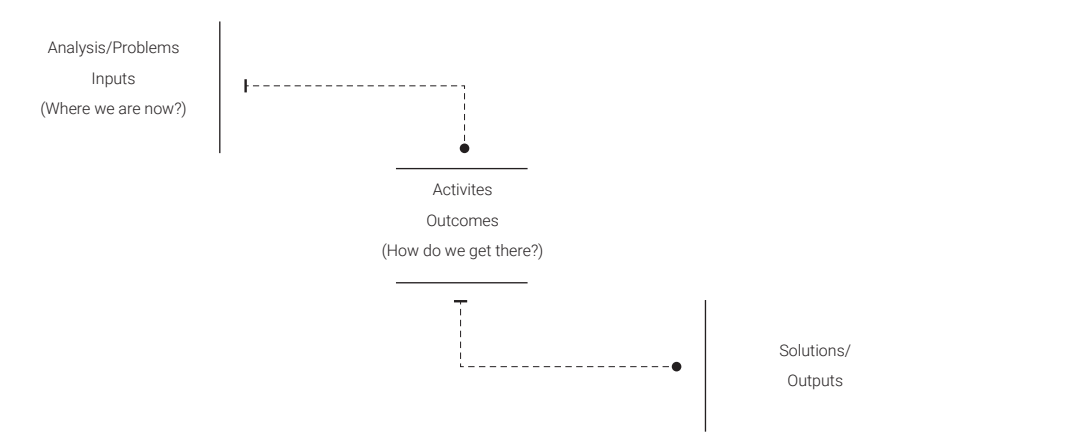 Analysis/Problems
Inputs
(Where we are now?)
Activites
Outcomes
(How do we get there?)
Solutions/
Outputs